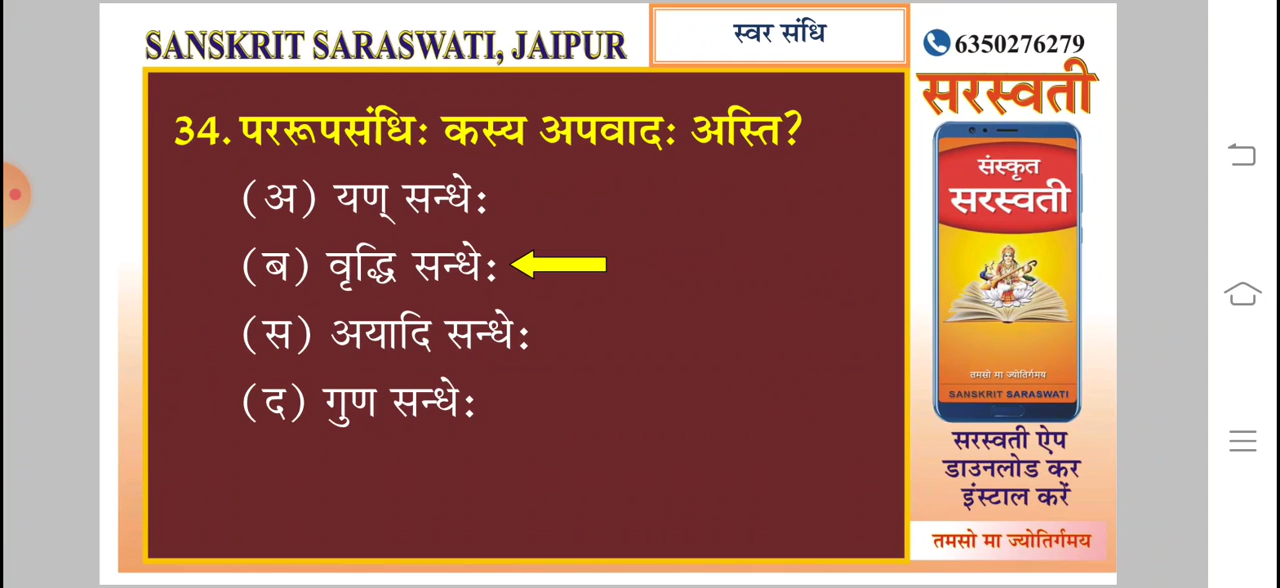 SANSKRIT SARASWATI, JAIPUR
स्वर संधि
6350276279
34. पररूपसंधिः कस्य अपवादः अस्ति?
(अ) यण् सन्धेः
(ब) वृद्धि सन्धेः
(स) अयादि सन्धेः
(द) गुण सन्धेः
सरस्वती
संस्कृत
सरस्वती
तमसो मा ज्योतिर्गमय
SANSKRIT SARASWATI
सरस्वती ऐप
डाउनलोड कर
इंस्टाल करें
तमसो मा ज्योतिर्गमय